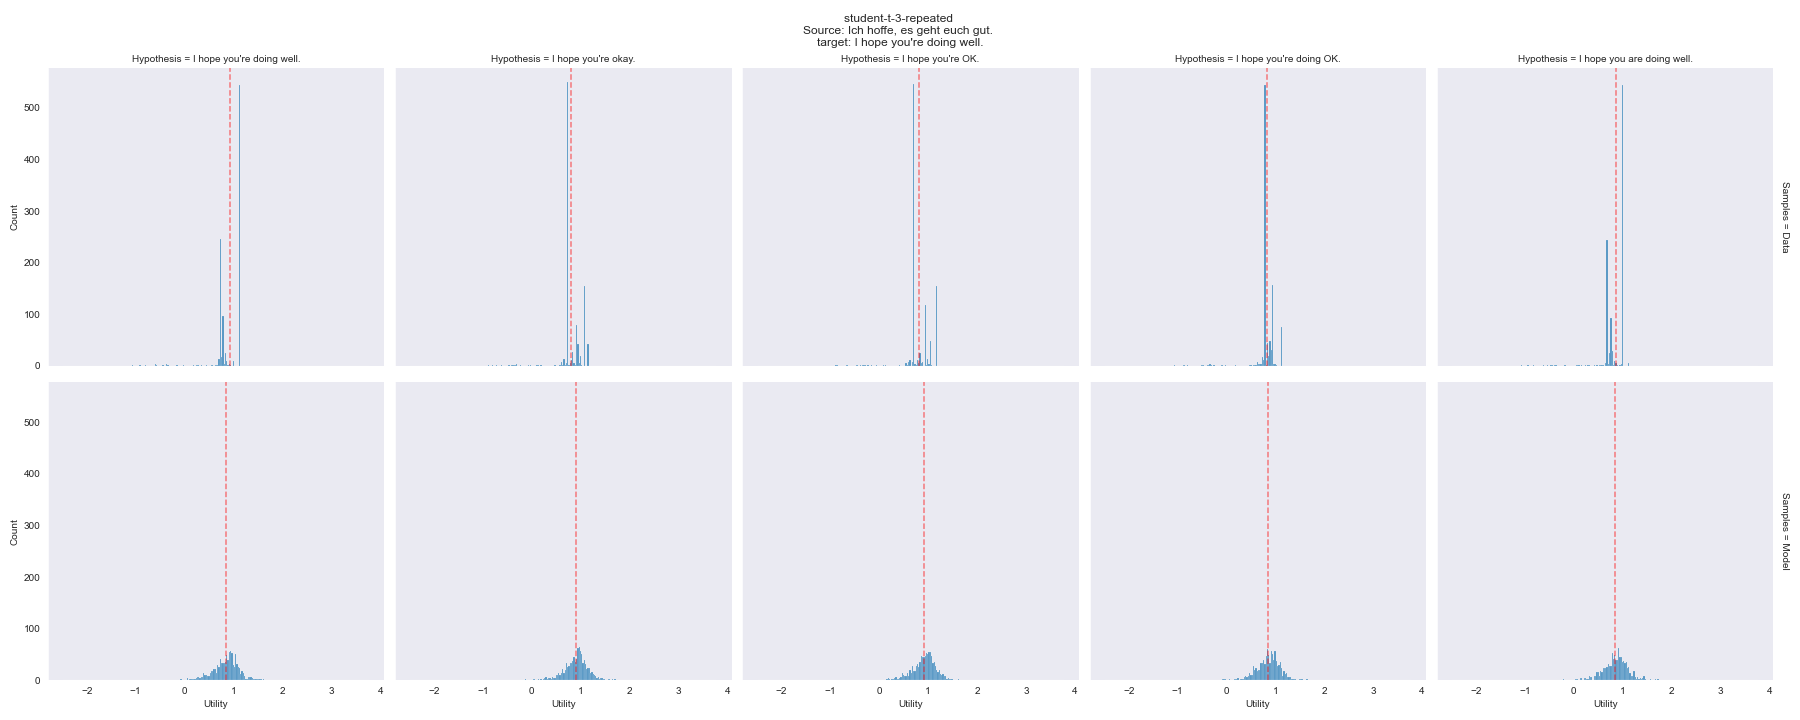 student-t-3-repeated
Source: Ich hoffe, es geht euch gut.
target: I hope you're doing well.
Hypothesis = I hope you're doing well.
Hypothesis = I hope you're okay.
Hypothesis = I hope you're OK.
Hypothesis = I hope you're doing OK.
Hypothesis = I hope you are doing well.
500
400
300
200
100
0
Count
Samples = Data
500
400
300
200
100
0
Count
Samples = Model
−2 −1 0 1 2 3 4
Utility
−2 −1 0 1 2 3 4
Utility
−2 −1 0 1 2 3 4
Utility
−2 −1 0 1 2 3 4
Utility
−2 −1 0 1 2 3 4
Utility